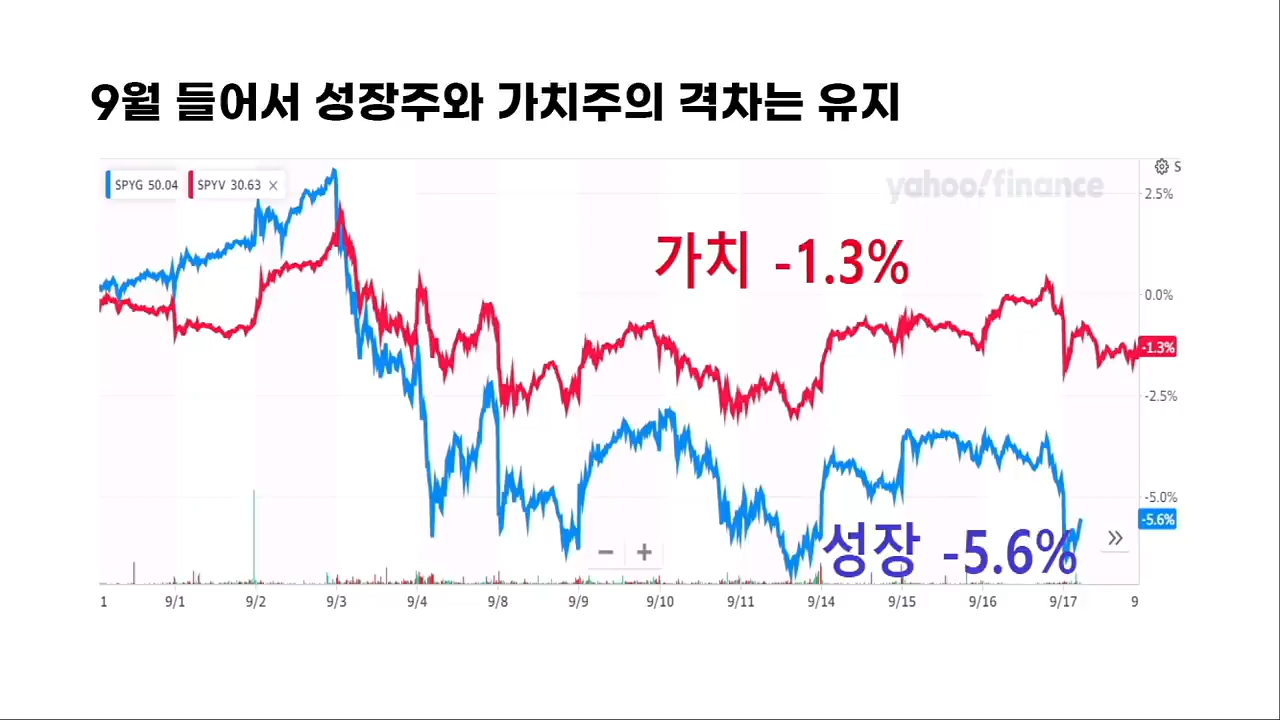 9월 들어서 성장주와 가치주의 격차는 유지
SPYG 50.04 SPYV 30.63 ×
S
yahoo!finance
2.5%
가치 -1.3%
0.0%
-1.3%
-2.5%
-5.0%
-5.6%
성장 -5.6%
1 9/1 9/2 9/3 9/4 9/8 9/9 9/10 9/11 9/14 9/15 9/16 9/17 9